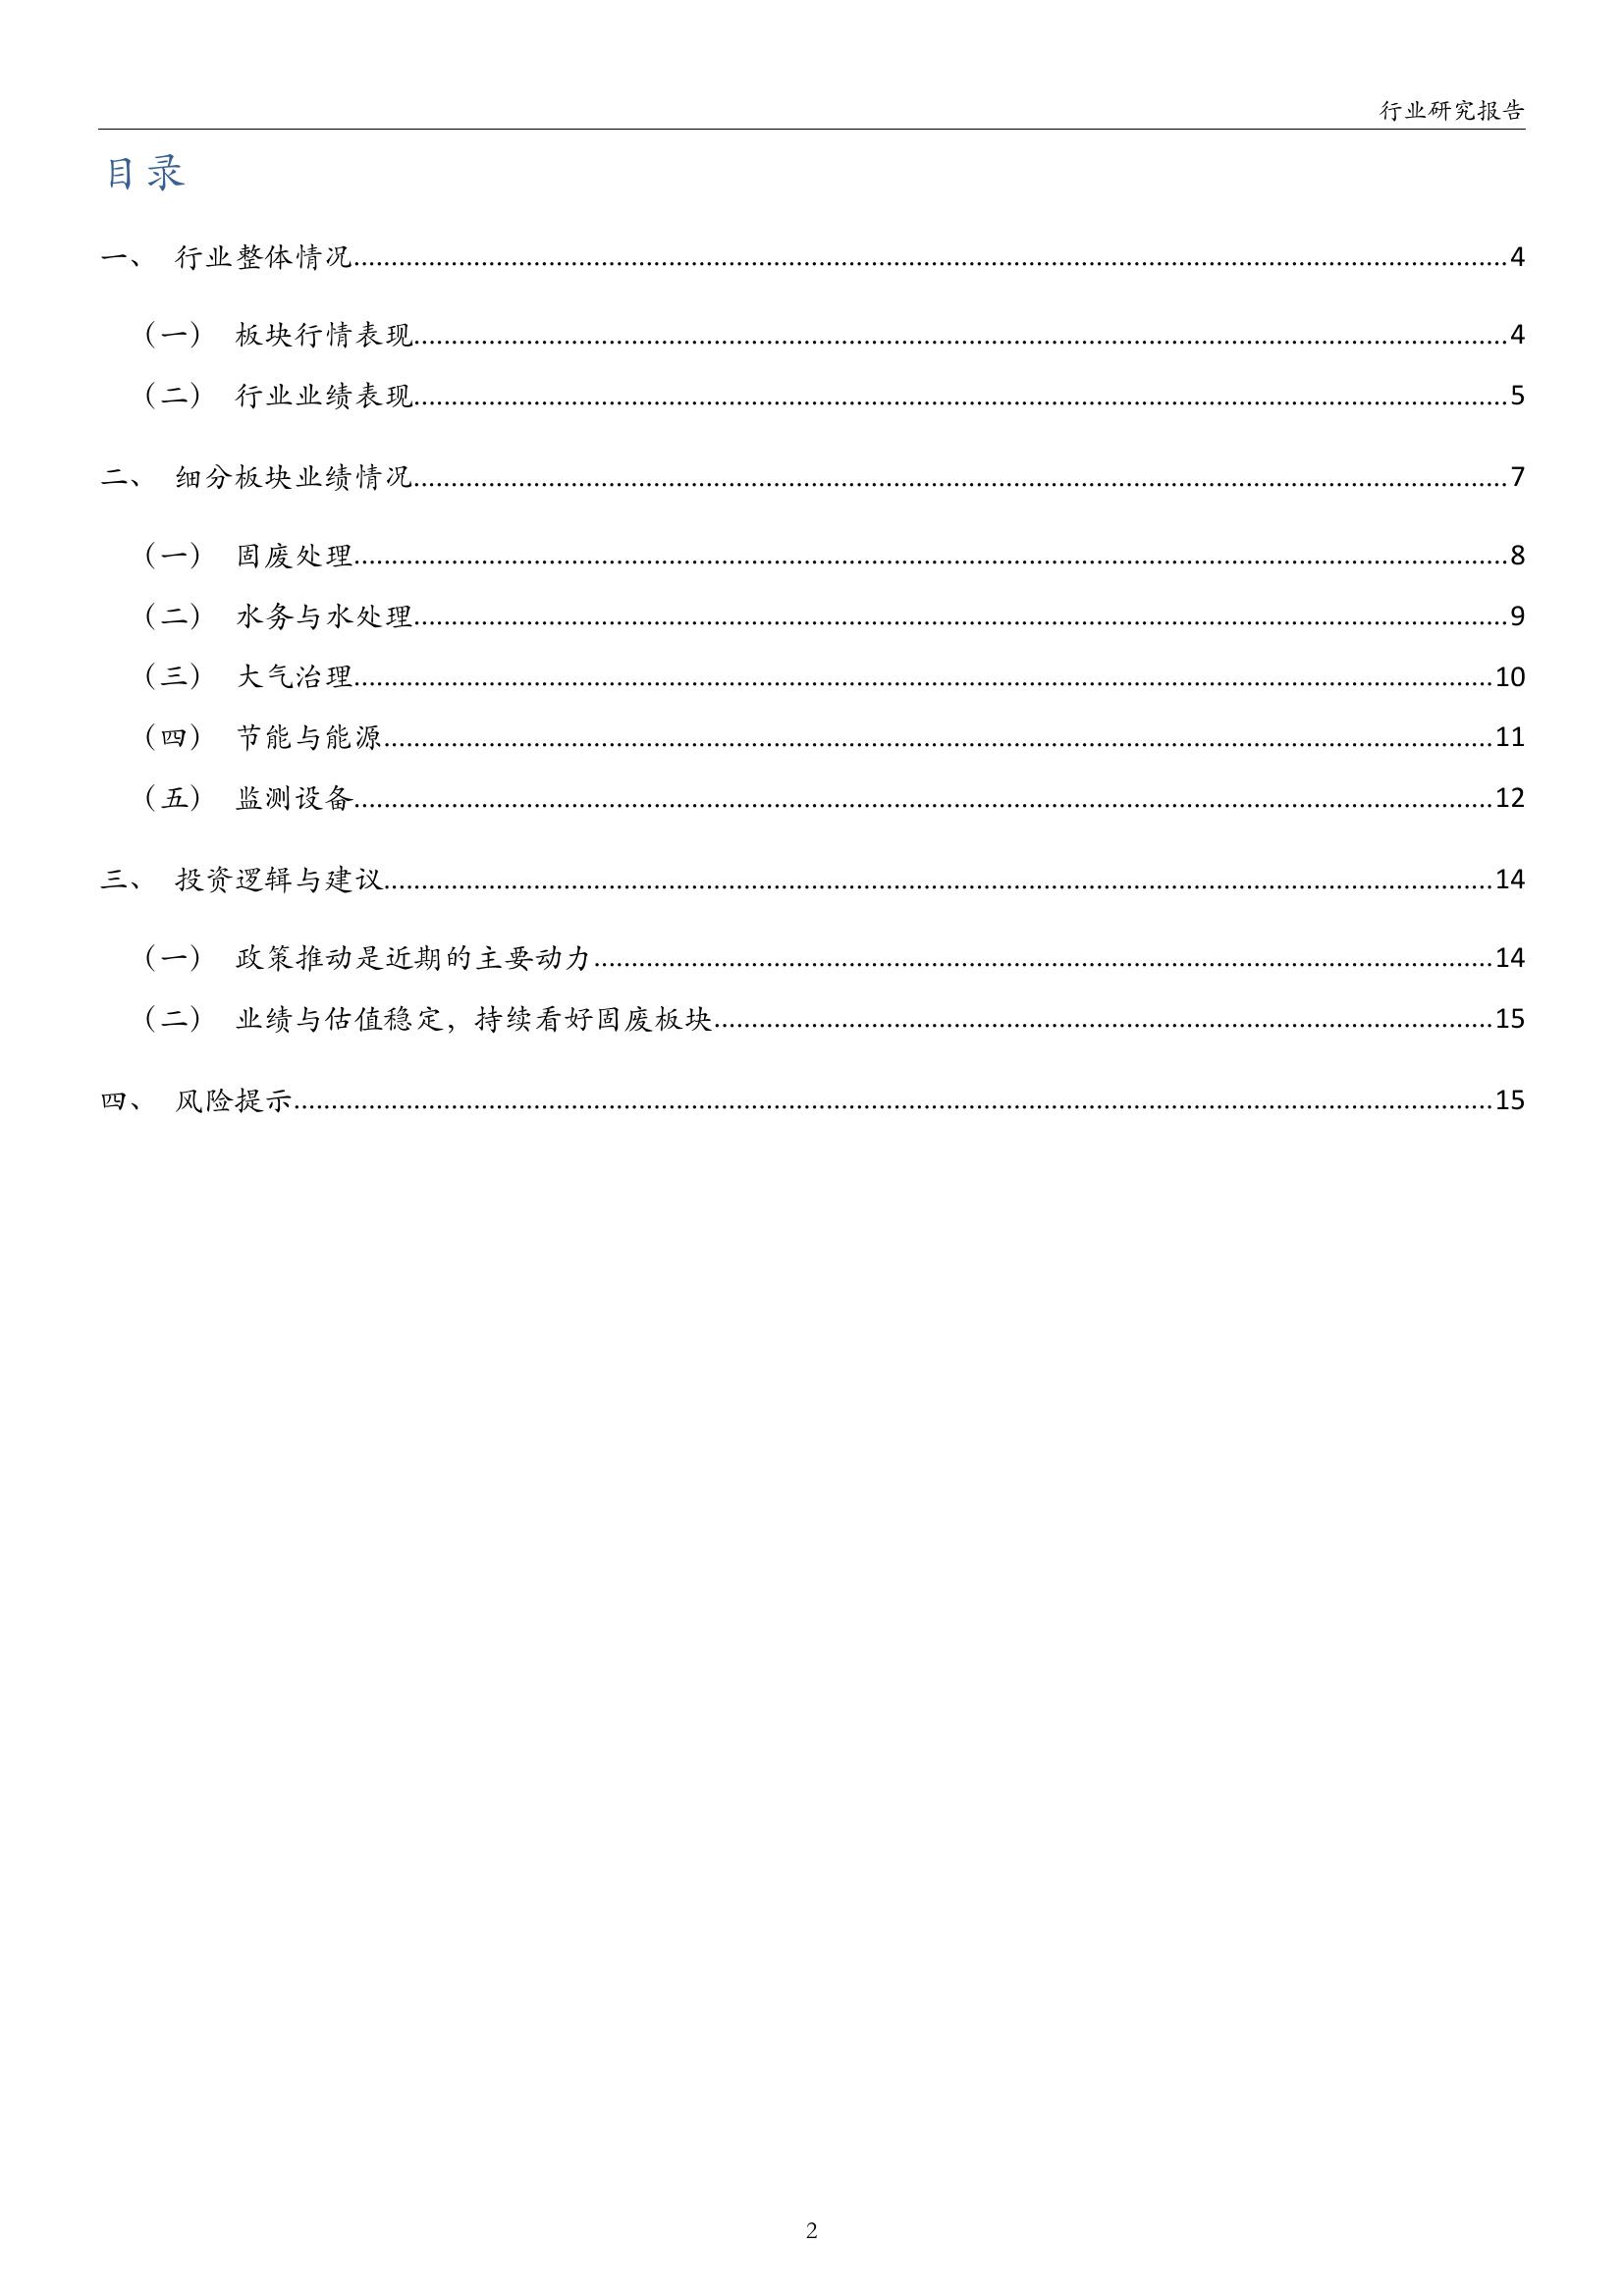 行业研究报告
目录
一、 行业整体情况....................4
（一） 板块行情表现....................4
（二） 行业业绩表现....................5
二、 细分板块业绩情况....................7
（一） 固废处理....................8
（二） 水务与水处理....................9
（三） 大气治理....................10
（四） 节能与能源....................11
（五） 监测设备....................12
三、 投资逻辑与建议....................14
（一） 政策推动是近期的主要动力....................14
（二） 业绩与估值稳定，持续看好固废板块....................15
四、 风险提示....................15
2